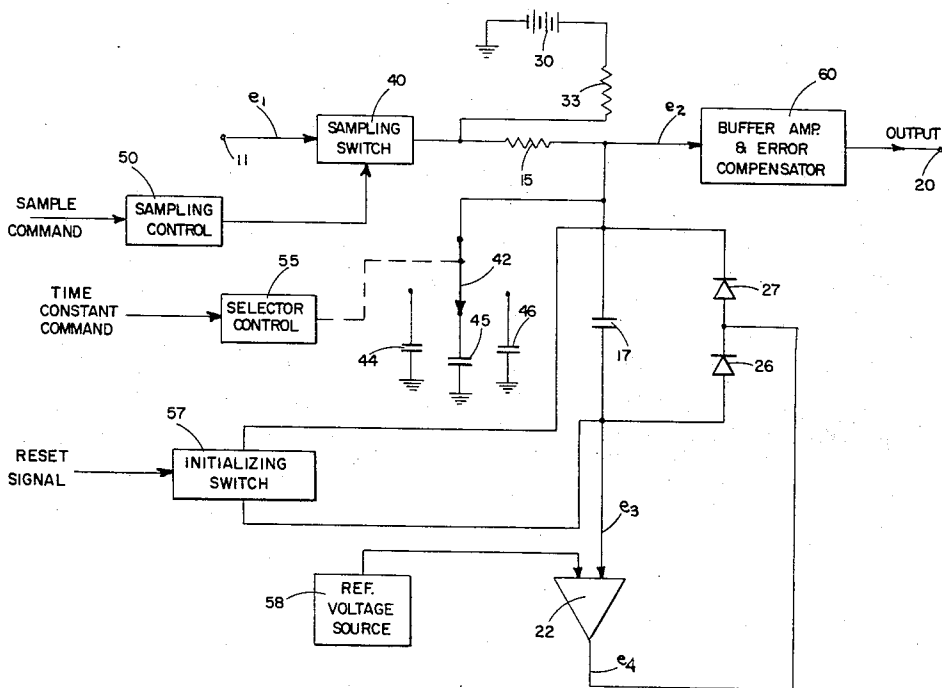 30
40
60
e1
SAMPLING
SWITCH
33
e2
BUFFER AMP.
& ERROR
COMPENSATOR
OUTPUT
11
15
20
50
SAMPLE
COMMAND
SAMPLING
CONTROL
42
55
27
TIME
CONSTANT
COMMAND
SELECTOR
CONTROL
44
45
46
17
26
57
RESET
SIGNAL
INITIALIZING
SWITCH
e3
58
REF.
VOLTAGE
SOURCE
22
e4